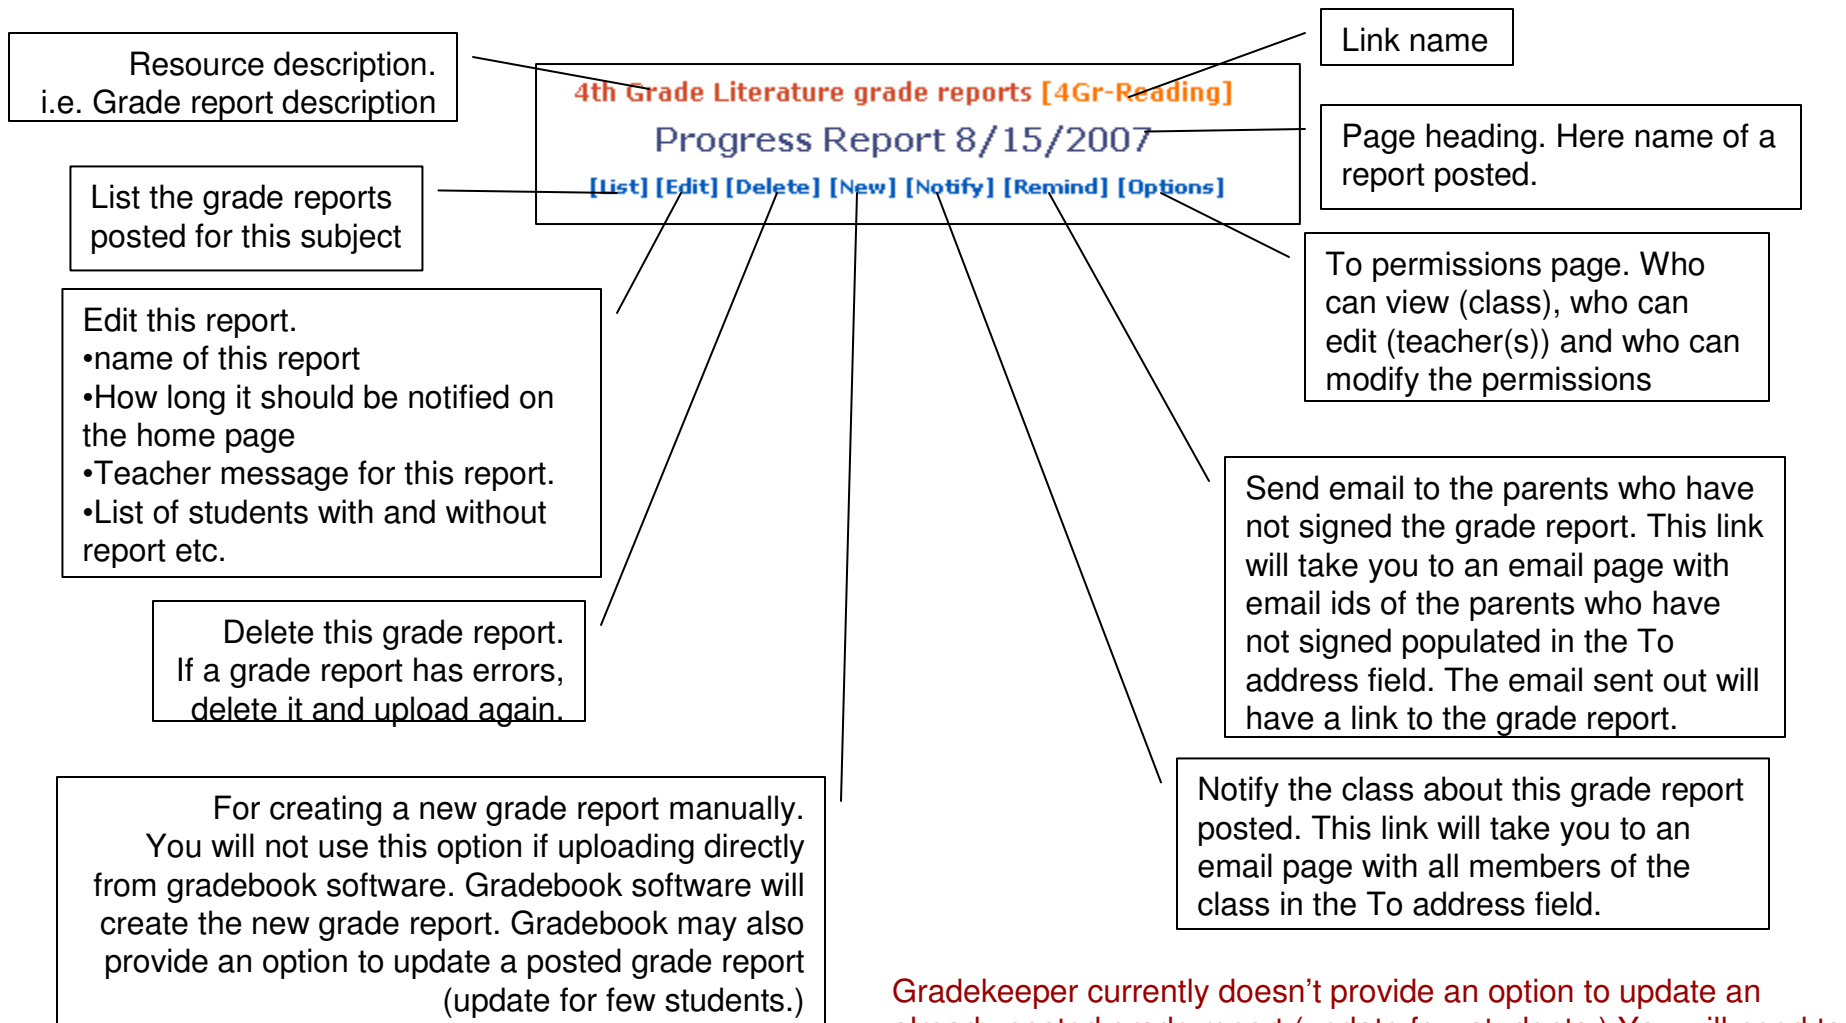 Resource description.
i.e. Grade report description
4th Grade Literature grade reports [4Gr-Reading]
Progress Report 8/15/2007
[List] [Edit] [Delete] [New] [Notify] [Remind] [Options]
Link name
Page heading. Here name of a
report posted.
List the grade reports
posted for this subject
To permissions page. Who
can view (class), who can
edit (teacher(s)) and who can
modify the permissions
Edit this report.
•name of this report
•How long it should be notified on
the home page
•Teacher message for this report.
•List of students with and without
report etc.
Send email to the parents who have
not signed the grade report. This link
will take you to an email page with
email ids of the parents who have
not signed populated in the To
address field. The email sent out will
have a link to the grade report.
Delete this grade report.
If a grade report has errors,
delete it and upload again.
Notify the class about this grade report
posted. This link will take you to an
email page with all members of the
class in the To address field.
For creating a new grade report manually.
You will not use this option if uploading directly
from gradebook software. Gradebook software will
create the new grade report. Gradebook may also
provide an option to update a posted grade report
(update for few students.)
Gradekeeper currently doesn’t provide an option to update an